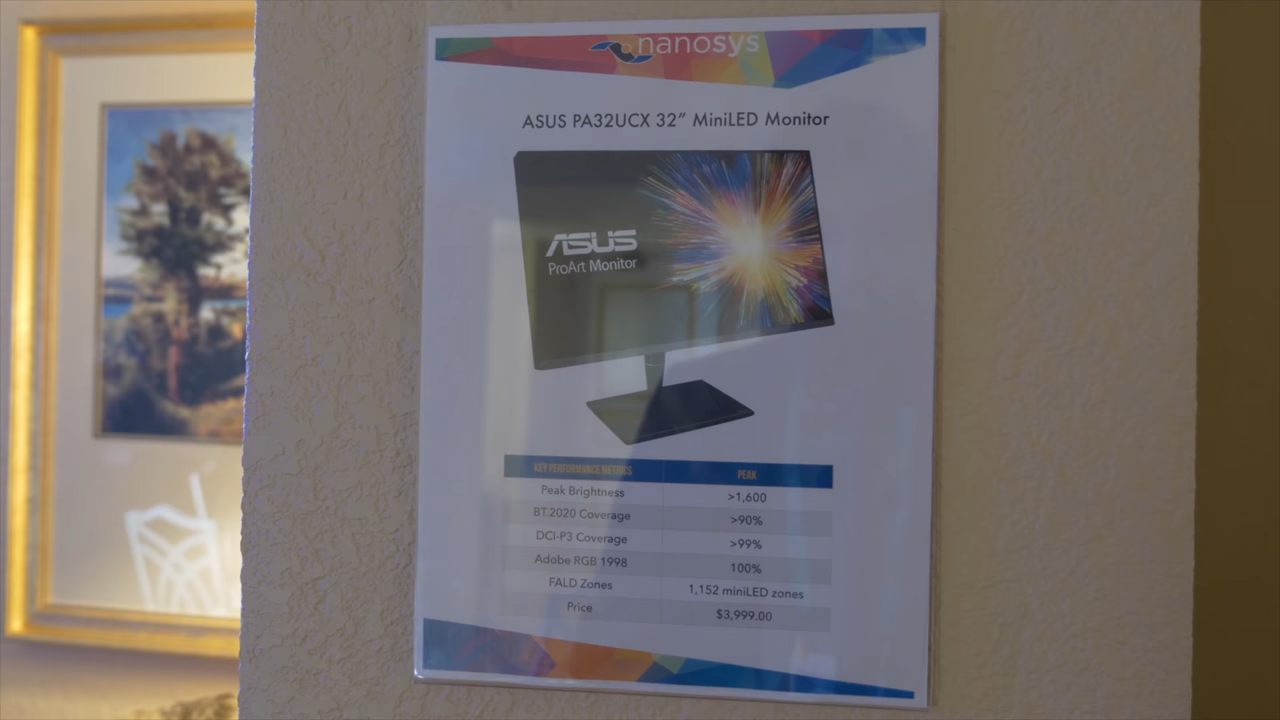 nanosys
ASUS PA32UCX 32” MiniLED Monitor
ASUS
ProArt Monitor
KEY PERFORMANCE METRICS PEAK
Peak Brightness >1,600
BT.2020 Coverage >90%
DCI-P3 Coverage >99%
Adobe RGB 1998 100%
FALD Zones 1,152 miniLED zones
Price $3,999.00